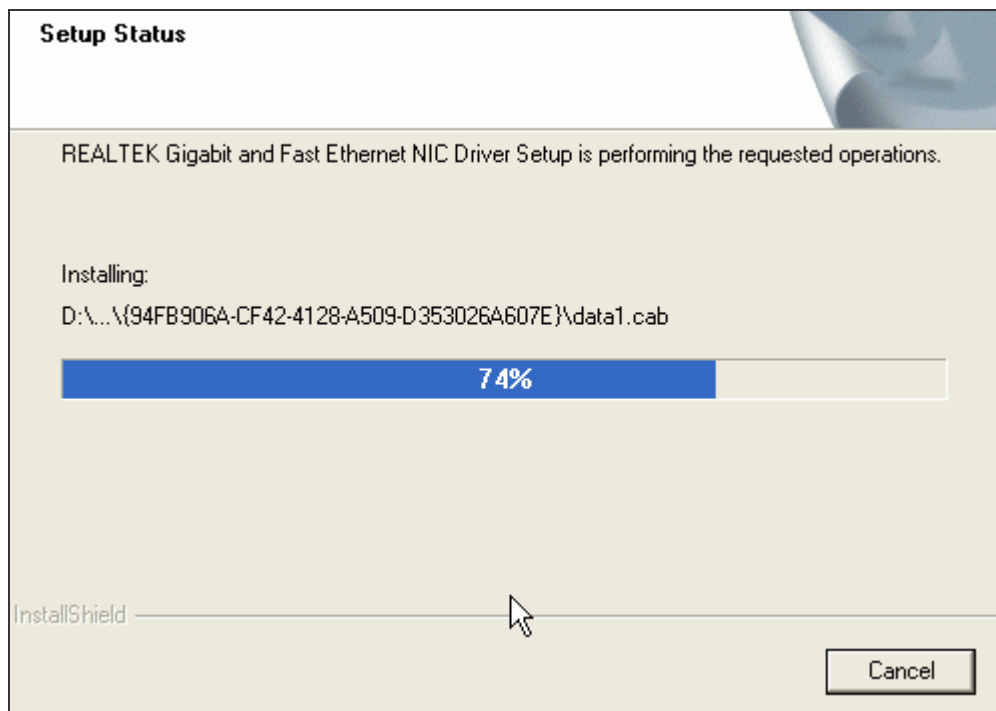 Setup Status
REALTEK Gigabit and Fast Ethernet NIC Driver Setup is performing the requested operations.
Installing:
D:\...\{94FB906A-CF42-4128-A509-D353026A607E}\data1.cab
74%
InstallShield
Cancel